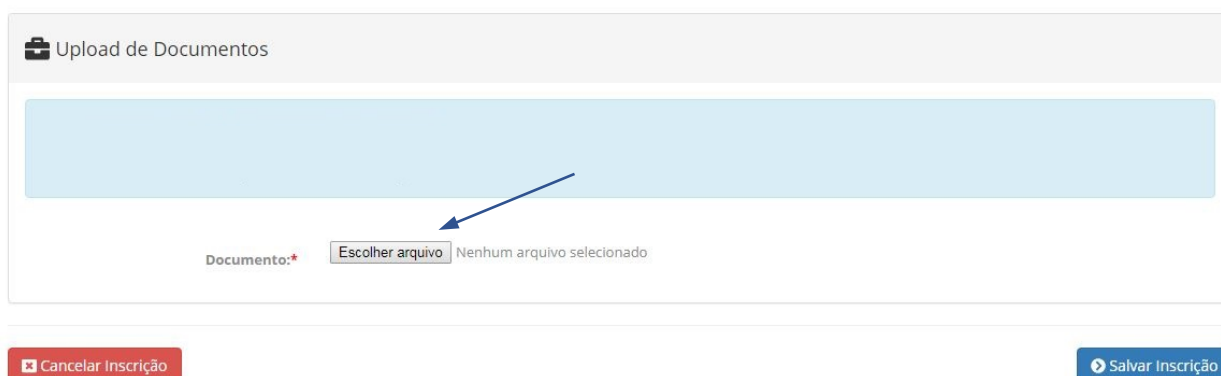 Upload de Documentos
Documento:* Escolher arquivo Nenhum arquivo selecionado
Cancelar Inscrição Salvar Inscrição